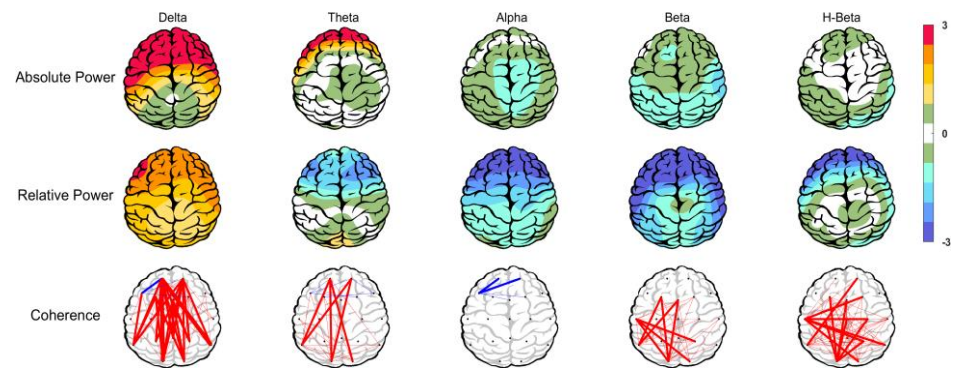 Delta Theta Alpha Beta H-Beta
3
Absolute Power
0
Relative Power
-3
Coherence